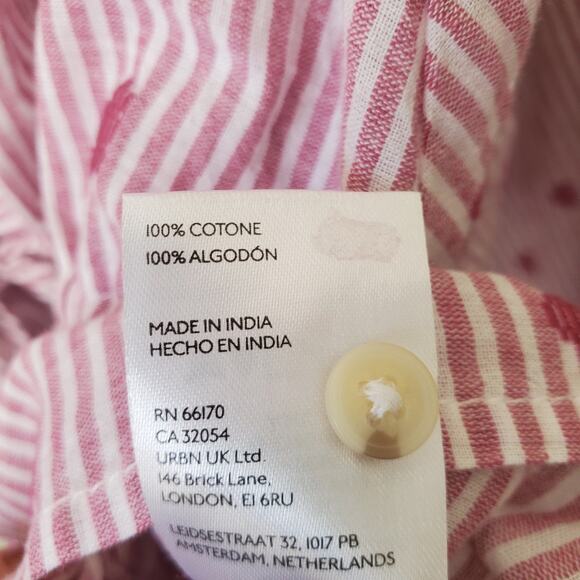 100% COTONE
100% ALGODÓN
MADE IN INDIA
HECHO EN INDIA
RN 66170
CA 32054
URBN UK Ltd.
146 Brick Lane,
LONDON, E1 6RU
LEIDSESTRAAT 32, 1017 PB
AMSTERDAM, NETHERLANDS